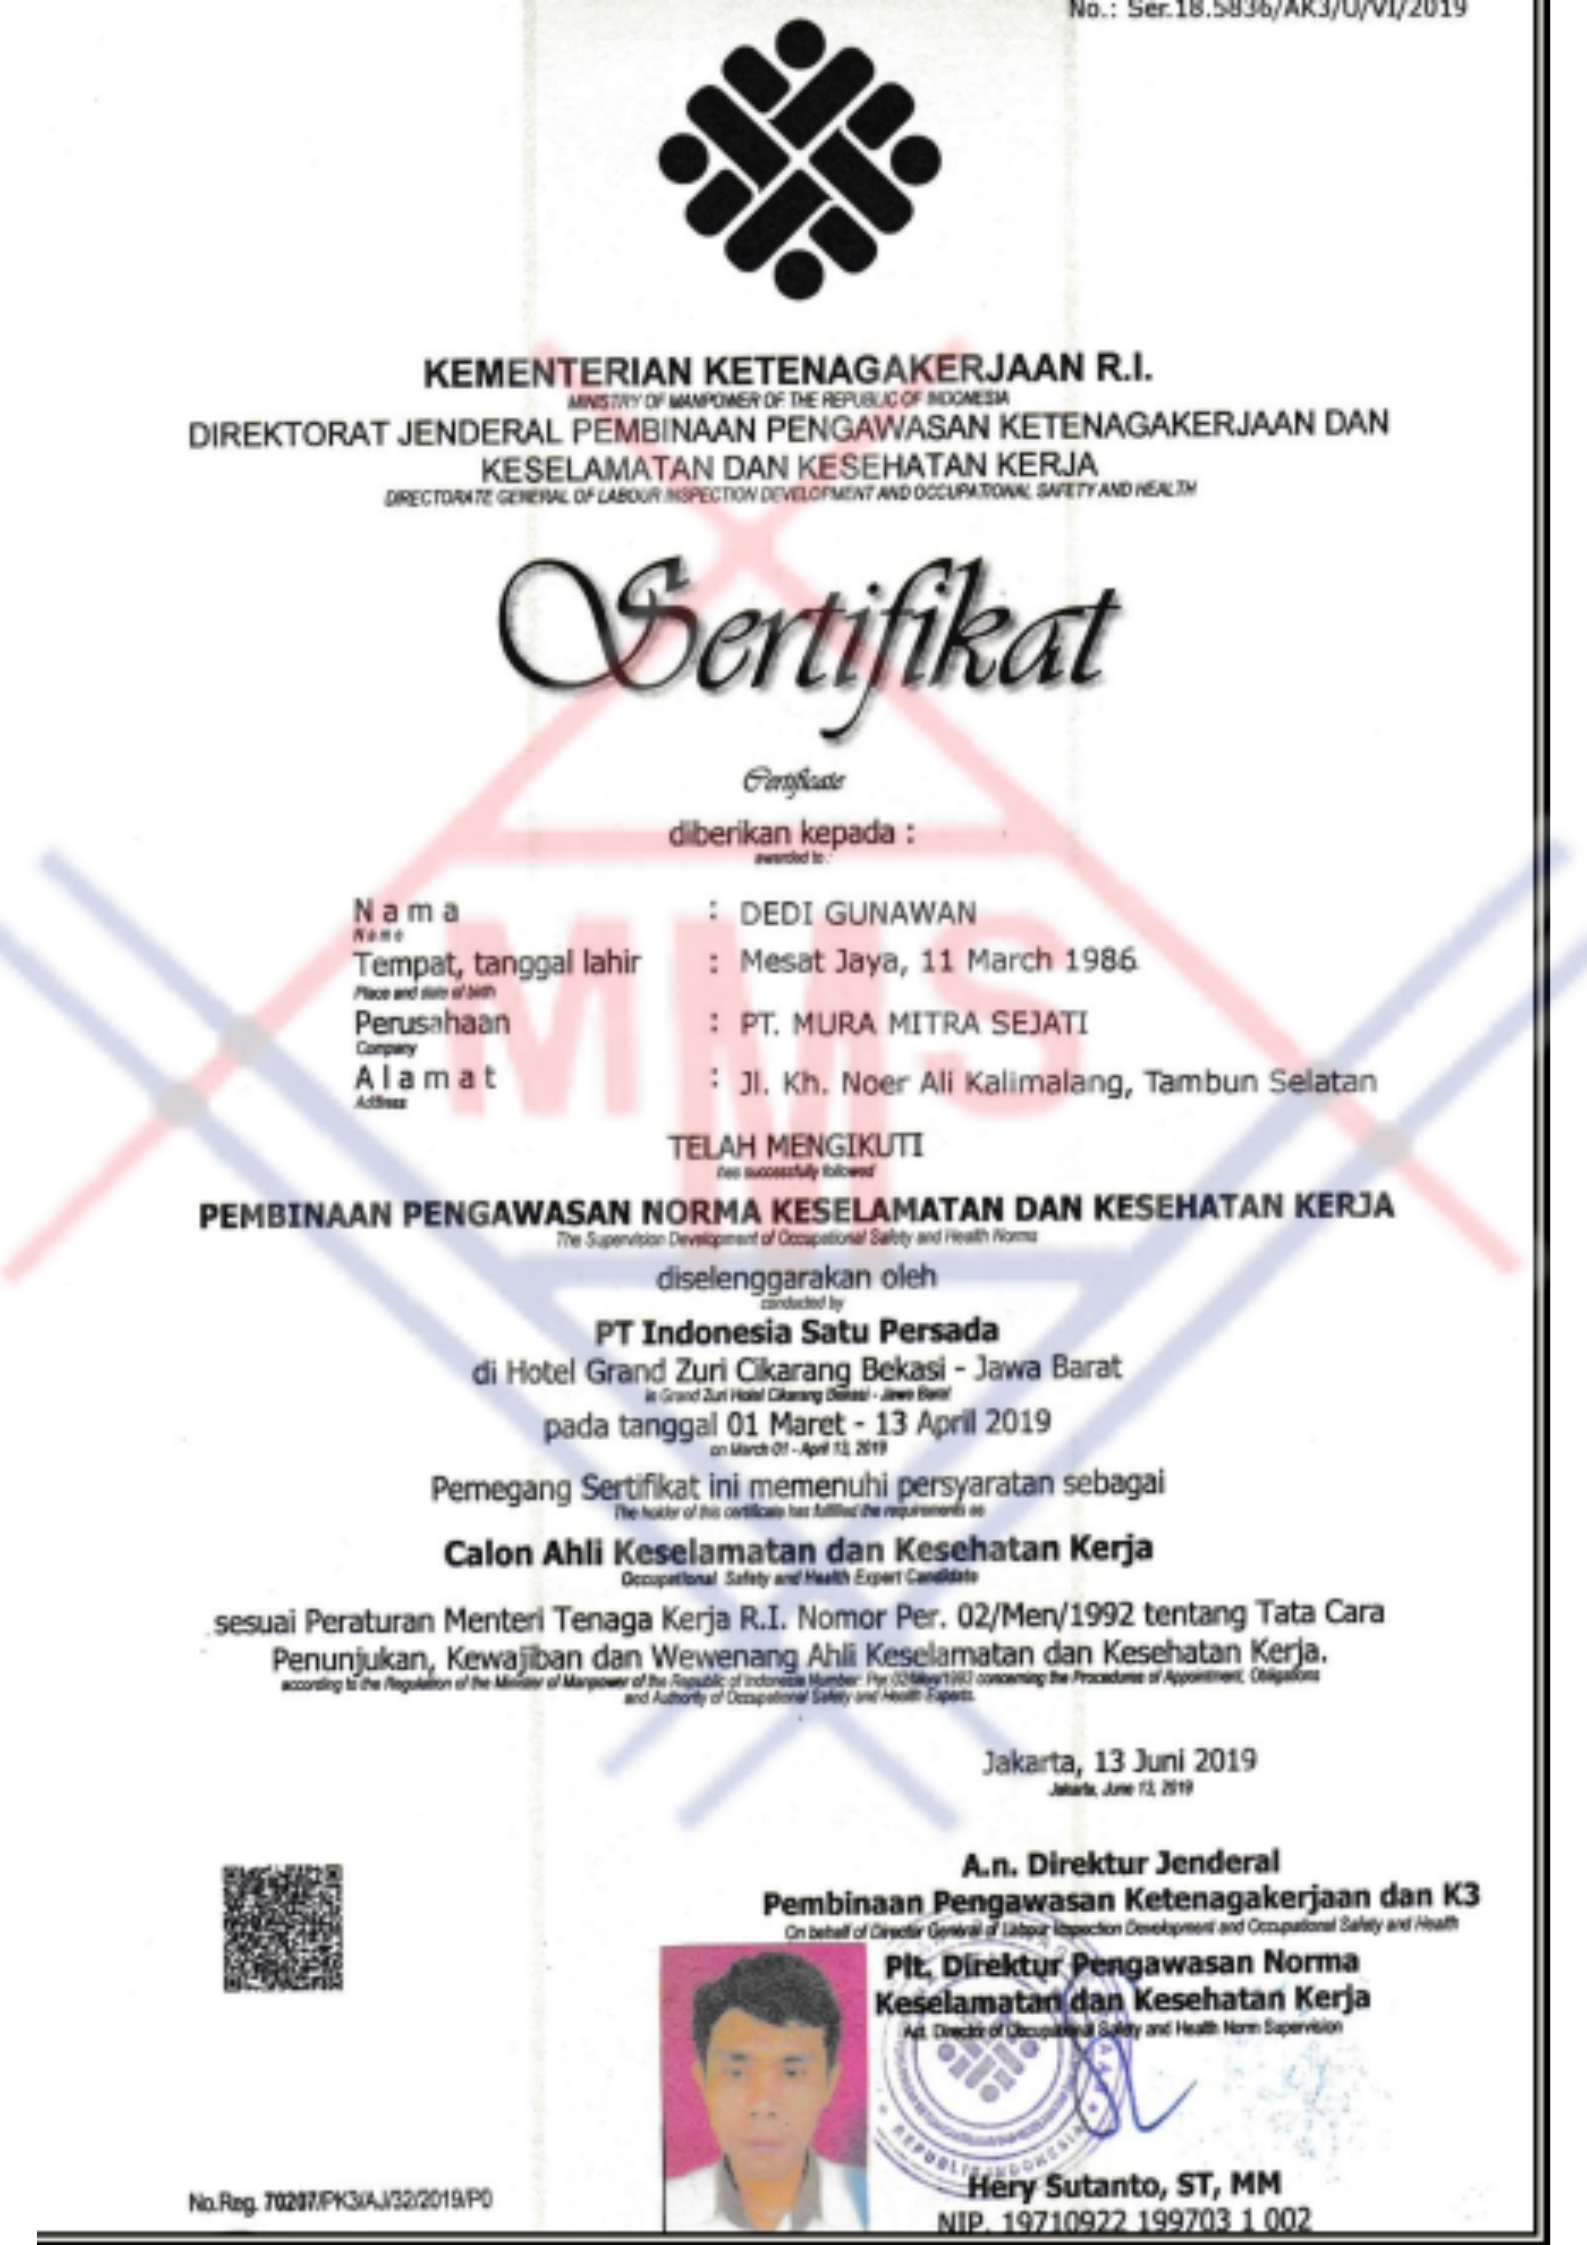 No.: Ser.18.5836/AK3/U/VI/2019
KEMENTERIAN KETENAGAKERJAAN R.I.
MINISTRY OF MANPOWER OF THE REPUBLIC OF INDONESIA
DIREKTORAT JENDERAL PEMBINAAN PENGAWASAN KETENAGAKERJAAN DAN
KESELAMATAN DAN KESEHATAN KERJA
DIRECTORATE GENERAL OF LABOUR INSPECTION DEVELOPMENT AND OCCUPATIONAL SAFETY AND HEALTH
Sertifikat
Certificate
diberikan kepada :
awarded to :
Nama : DEDI GUNAWAN
Name
Tempat, tanggal lahir : Mesat Jaya, 11 March 1986
Place and date of birth
Perusahaan : PT. MURA MITRA SEJATI
Company
Alamat : Jl. Kh. Noer Ali Kalimalang, Tambun Selatan
Address
MMS
M
TELAH MENGIKUTI
has successfully followed
PEMBINAAN PENGAWASAN NORMA KESELAMATAN DAN KESEHATAN KERJA
The Supervision Development of Occupational Safety and Health Norms
diselenggarakan oleh
conducted by
PT Indonesia Satu Persada
di Hotel Grand Zuri Cikarang Bekasi - Jawa Barat
in Grand Zuri Hotel Cikarang Bekasi - Jawa Barat
pada tanggal 01 Maret - 13 April 2019
on March 01 - April 13, 2019
Pemegang Sertifikat ini memenuhi persyaratan sebagai
The holder of this certificate has fulfilled the requirements as
Calon Ahli Keselamatan dan Kesehatan Kerja
Occupational Safety and Health Expert Candidate
sesuai Peraturan Menteri Tenaga Kerja R.I. Nomor Per. 02/Men/1992 tentang Tata Cara
Penunjukan, Kewajiban dan Wewenang Ahli Keselamatan dan Kesehatan Kerja.
according to the Regulation of the Minister of Manpower of the Republic of Indonesia Number: Per.02/Men/1992 concerning the Procedures of Appointment, Obligations
and Authority of Occupational Safety and Health Experts.
Jakarta, 13 Juni 2019
Jakarta, June 13, 2019
A.n. Direktur Jenderal
Pembinaan Pengawasan Ketenagakerjaan dan K3
On behalf of Director General of Labour Inspection Development and Occupational Safety and Health
Plt. Direktur Pengawasan Norma
Keselamatan dan Kesehatan Kerja
Act. Director of Occupational Safety and Health Norm Supervision
REPUBLIK INDONESIA
Hery Sutanto, ST, MM
NIP. 19710922 199703 1 002
No.Reg. 70207/PK3/AJ/32/2019/P0